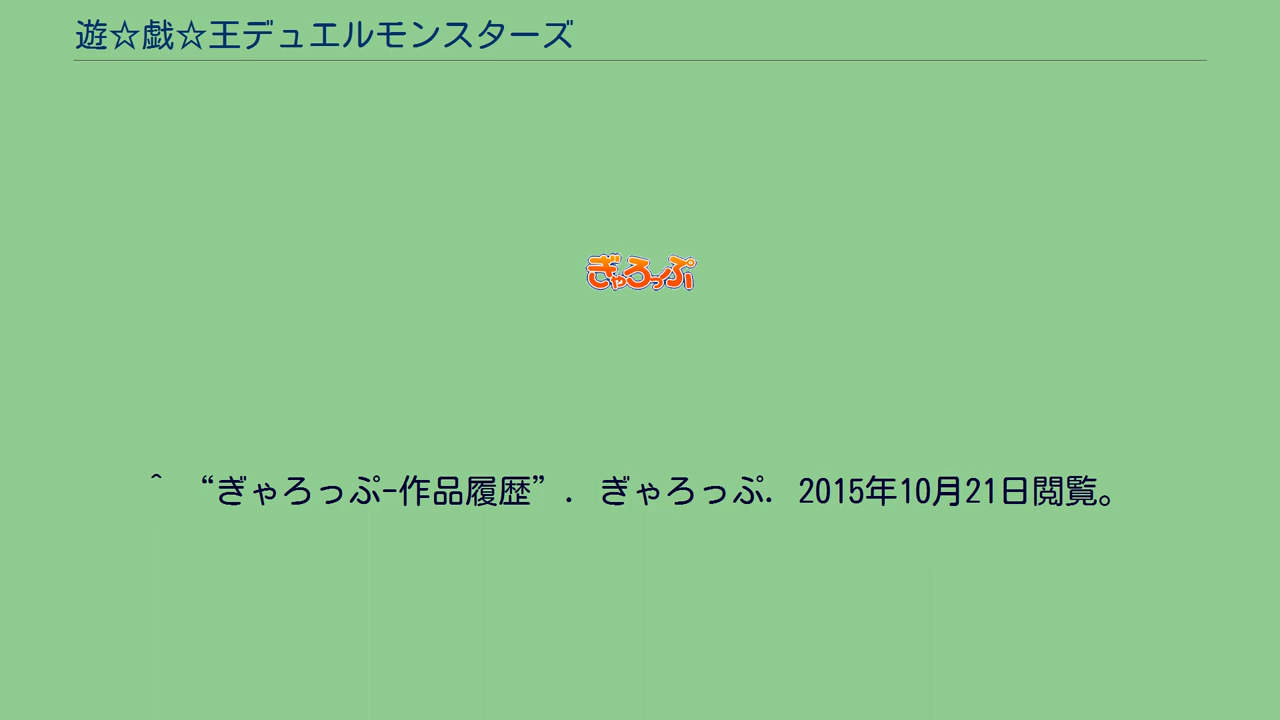 遊☆戯☆王デュエルモンスターズ
ぎゃろっぷ
^ “ぎゃろっぷ-作品履歴”. ぎゃろっぷ. 2015年10月21日閲覧。